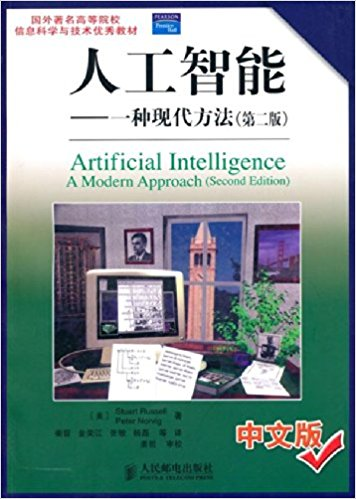 国外著名高等院校
信息科学与技术优秀教材
PEARSON
Prentice
Hall
人工智能
——一种现代方法(第二版)
Artificial Intelligence
A Modern Approach (Second Edition)
[美] Stuart Russell
Peter Norvig 著
姜哲 金奕江 张敏 杨磊 等 译
姜哲 审校
中文版
人民邮电出版社
POSTS & TELECOM PRESS